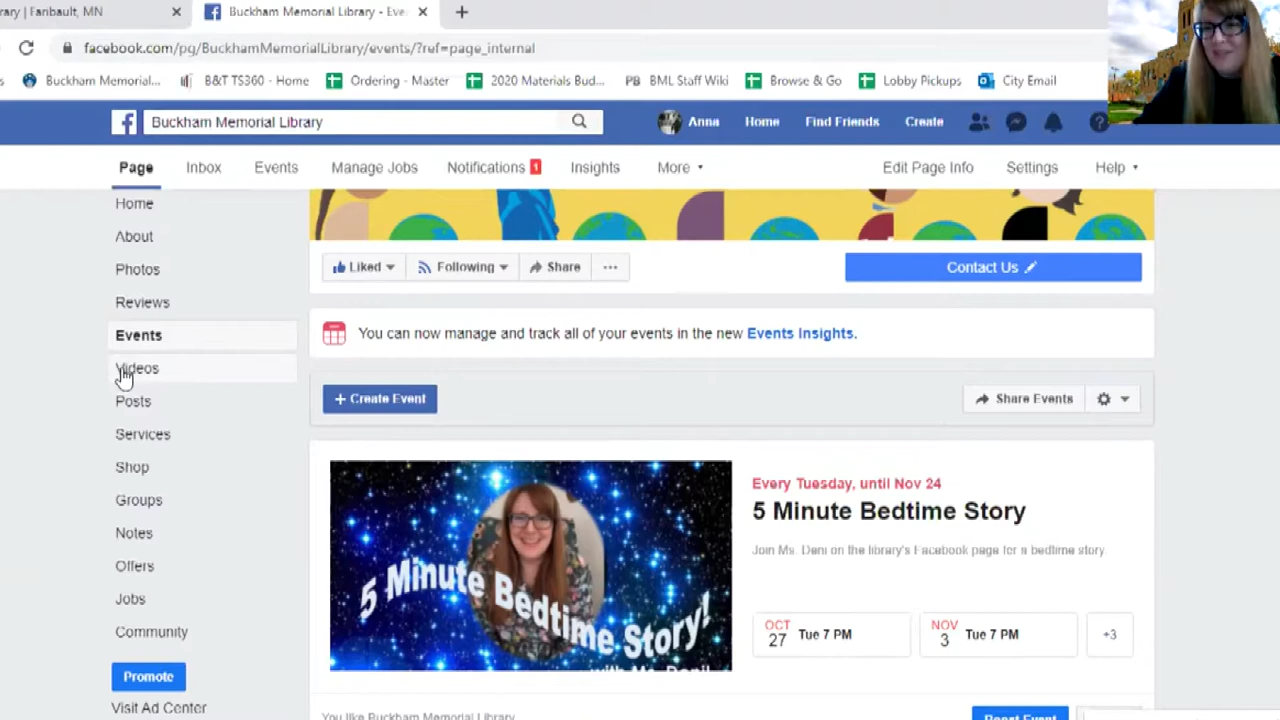 rary | Faribault, MN
Buckham Memorial Library - Eve
facebook.com/pg/BuckhamMemorialLibrary/events/?ref=page_internal
Buckham Memorial...
B&T TS360 - Home
Ordering - Master
2020 Materials Bud...
PB BML Staff Wiki
Browse & Go
Lobby Pickups
City Email
Buckham Memorial Library
Anna
Home
Find Friends
Create
Page
Inbox
Events
Manage Jobs
Notifications 1
Insights
More
Edit Page Info
Settings
Help
Home
About
Photos
Reviews
Events
Videos
Posts
Services
Shop
Groups
Notes
Offers
Jobs
Community
Promote
Visit Ad Center
Liked
Following
Share
...
Contact Us
You can now manage and track all of your events in the new Events Insights.
+ Create Event
Share Events
5 Minute Bedtime Story!
with Ms. Deni!
Every Tuesday, until Nov 24
5 Minute Bedtime Story
Join Ms. Deni on the library's Facebook page for a bedtime story
OCT
27
Tue 7 PM
NOV
3
Tue 7 PM
+3
You like Buckham Memorial Library
Boost Event